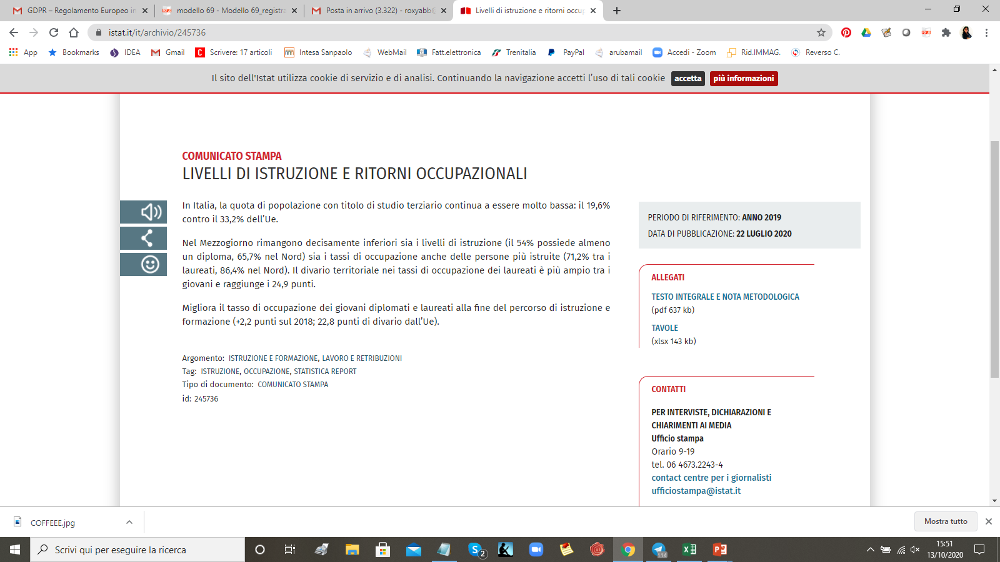 GDPR – Regolamento Europeo in
modello 69 - Modello 69_registra
Posta in arrivo (3.322) - roxyabb@
Livelli di istruzione e ritorni occup
istat.it/it/archivio/245736
App
Bookmarks
IDEA
Gmail
Scrivere: 17 articoli
Intesa Sanpaolo
WebMail
Fatt.elettronica
Trenitalia
PayPal
arubamail
Accedi - Zoom
Rid.IMMAG.
Reverso C.
Il sito dell'Istat utilizza cookie di servizio e di analisi. Continuando la navigazione accetti l'uso di tali cookie accetta più informazioni
COMUNICATO STAMPA
LIVELLI DI ISTRUZIONE E RITORNI OCCUPAZIONALI
In Italia, la quota di popolazione con titolo di studio terziario continua a essere molto bassa: il 19,6%
contro il 33,2% dell'Ue.
Nel Mezzogiorno rimangono decisamente inferiori sia i livelli di istruzione (il 54% possiede almeno
un diploma, 65,7% nel Nord) sia i tassi di occupazione anche delle persone più istruite (71,2% tra i
laureati, 86,4% nel Nord). Il divario territoriale nei tassi di occupazione dei laureati è più ampio tra i
giovani e raggiunge i 24,9 punti.
Migliora il tasso di occupazione dei giovani diplomati e laureati alla fine del percorso di istruzione e
formazione (+2,2 punti sul 2018; 22,8 punti di divario dall'Ue).
Argomento: ISTRUZIONE E FORMAZIONE, LAVORO E RETRIBUZIONI
Tag: ISTRUZIONE, OCCUPAZIONE, STATISTICA REPORT
Tipo di documento: COMUNICATO STAMPA
id: 245736
PERIODO DI RIFERIMENTO: ANNO 2019
DATA DI PUBBLICAZIONE: 22 LUGLIO 2020
ALLEGATI
TESTO INTEGRALE E NOTA METODOLOGICA
(pdf 637 kb)
TAVOLE
(xlsx 143 kb)
CONTATTI
PER INTERVISTE, DICHIARAZIONI E
CHIARIMENTI AI MEDIA
Ufficio stampa
Orario 9-19
tel. 06 4673.2243-4
contact centre per i giornalisti
ufficiostampa@istat.it
COFFEEE.jpg
Mostra tutto
Scrivi qui per eseguire la ricerca
2
114
15:51
13/10/2020